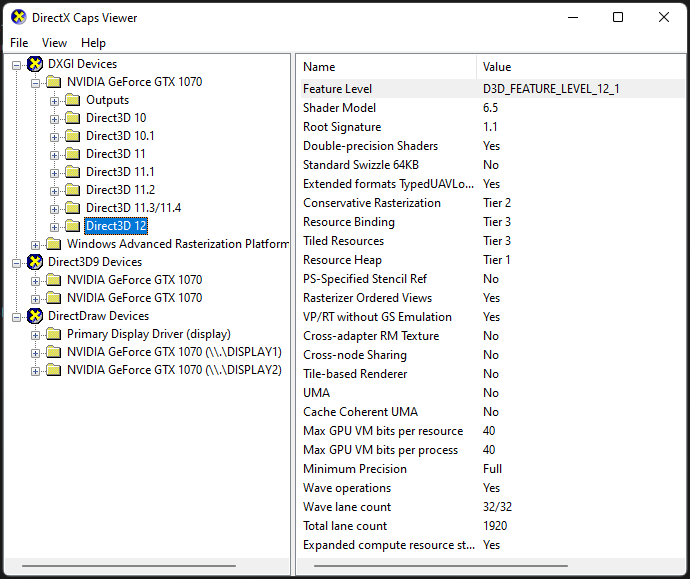 DirectX Caps Viewer
File View Help
DXGI Devices
NVIDIA GeForce GTX 1070
Outputs
Direct3D 10
Direct3D 10.1
Direct3D 11
Direct3D 11.1
Direct3D 11.2
Direct3D 11.3/11.4
Direct3D 12
Windows Advanced Rasterization Platform
Direct3D9 Devices
NVIDIA GeForce GTX 1070
NVIDIA GeForce GTX 1070
DirectDraw Devices
Primary Display Driver (display)
NVIDIA GeForce GTX 1070 (\\.\DISPLAY1)
NVIDIA GeForce GTX 1070 (\\.\DISPLAY2)
Name Value
Feature Level D3D_FEATURE_LEVEL_12_1
Shader Model 6.5
Root Signature 1.1
Double-precision Shaders Yes
Standard Swizzle 64KB No
Extended formats TypedUAVLo... Yes
Conservative Rasterization Tier 2
Resource Binding Tier 3
Tiled Resources Tier 3
Resource Heap Tier 1
PS-Specified Stencil Ref No
Rasterizer Ordered Views Yes
VP/RT without GS Emulation Yes
Cross-adapter RM Texture No
Cross-node Sharing No
Tile-based Renderer No
UMA No
Cache Coherent UMA No
Max GPU VM bits per resource 40
Max GPU VM bits per process 40
Minimum Precision Full
Wave operations Yes
Wave lane count 32/32
Total lane count 1920
Expanded compute resource st... Yes